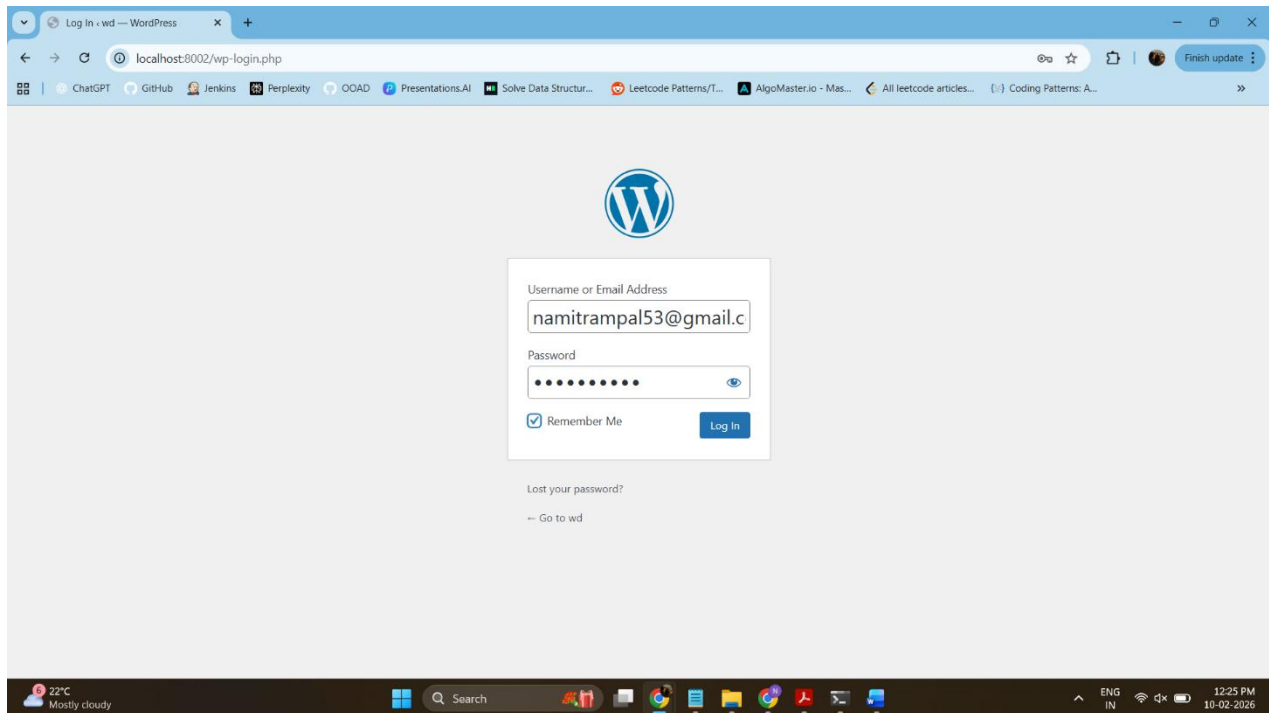 Log In ‹ wd — WordPress
localhost:8002/wp-login.php
Finish update
ChatGPT GitHub Jenkins Perplexity OOAD Presentations.AI Solve Data Structur... Leetcode Patterns/T... AlgoMaster.io - Mas... All leetcode articles... Coding Patterns: A...
Username or Email Address
namitrampal53@gmail.c
Password
Remember Me
Log In
Lost your password?
← Go to wd
6
22°C
Mostly cloudy
Search
ENG
IN
12:25 PM
10-02-2026